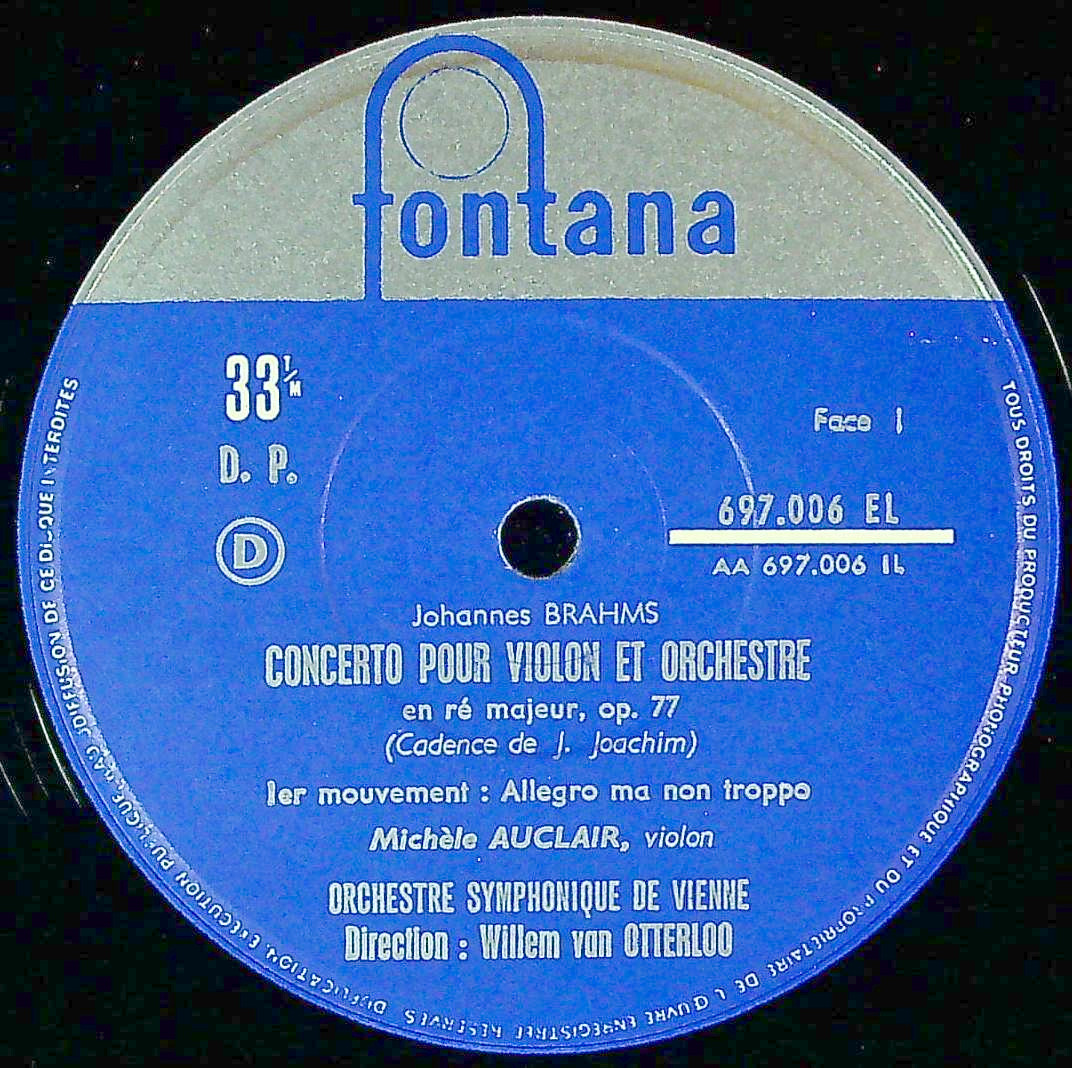 fontana
33 T/M
D. P.
D
Face 1
697.006 EL
AA 697.006 1L
Johannes BRAHMS
CONCERTO POUR VIOLON ET ORCHESTRE
en ré majeur, op. 77
(Cadence de J. Joachim)
1er mouvement : Allegro ma non troppo
Michèle AUCLAIR, violon
ORCHESTRE SYMPHONIQUE DE VIENNE
Direction : Willem van OTTERLOO
TOUS DROITS DU PRODUCTEUR PHONOGRAPHIQUE ET DU PROPRIETAIRE DE L'ŒUVRE ENREGISTREE RESERVES. DUPLICATION, EXECUTION PUBLIQUE, RADIODIFFUSION DE CE DISQUE INTERDITES